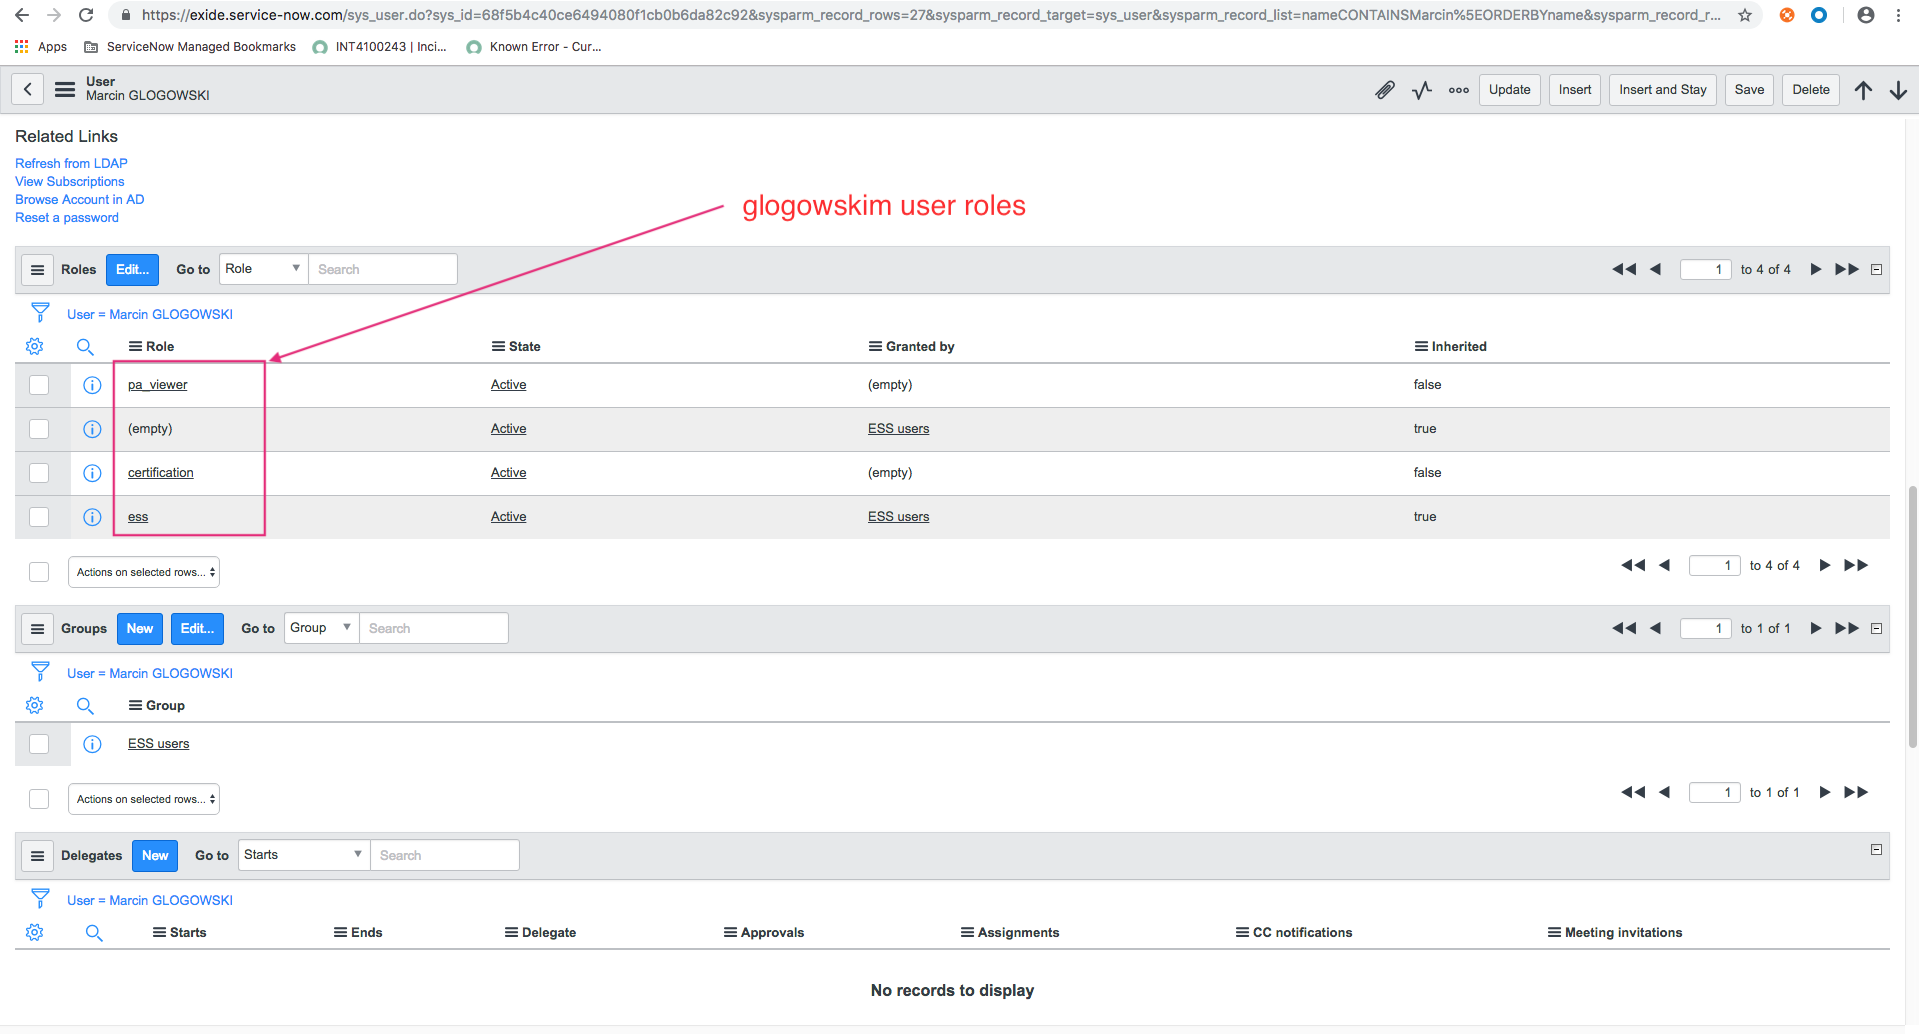 https://exide.service-now.com/sys_user.do?sys_id=68f5b4c40ce6494080f1cb0b6da82c92&sysparm_record_rows=27&sysparm_record_target=sys_user&sysparm_record_list=nameCONTAINSMarcin%5EORDERBYname&sysparm_record_r...
Apps ServiceNow Managed Bookmarks INT4100243 | Inci... Known Error - Cur...
User
Marcin GLOGOWSKI
Update Insert Insert and Stay Save Delete
Related Links
Refresh from LDAP
View Subscriptions
Browse Account in AD
Reset a password
glogowskim user roles
Roles Edit... Go to Role Search 1 to 4 of 4
User = Marcin GLOGOWSKI
Role State Granted by Inherited
pa_viewer Active (empty) false
(empty) Active ESS users true
certification Active (empty) false
ess Active ESS users true
Actions on selected rows... 1 to 4 of 4
Groups New Edit... Go to Group Search 1 to 1 of 1
User = Marcin GLOGOWSKI
Group
ESS users
Actions on selected rows... 1 to 1 of 1
Delegates New Go to Starts Search
User = Marcin GLOGOWSKI
Starts Ends Delegate Approvals Assignments CC notifications Meeting invitations
No records to display